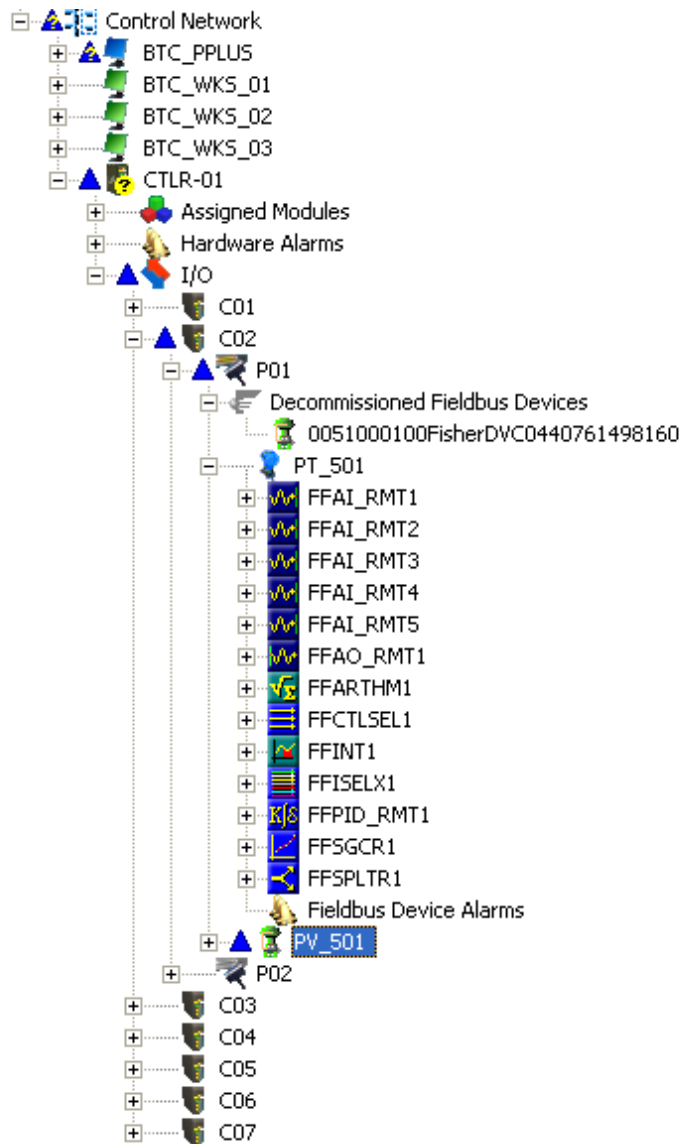 Control Network
BTC_PPLUS
BTC_WKS_01
BTC_WKS_02
BTC_WKS_03
CTLR-01
Assigned Modules
Hardware Alarms
I/O
C01
C02
P01
Decommissioned Fieldbus Devices
0051000100FisherDVC0440761498160
PT_501
FFAI_RMT1
FFAI_RMT2
FFAI_RMT3
FFAI_RMT4
FFAI_RMT5
FFAO_RMT1
FFARTHM1
FFCTLSEL1
FFINT1
FFISELX1
FFPID_RMT1
FFSGCR1
FFSPLTR1
Fieldbus Device Alarms
PV_501
P02
C03
C04
C05
C06
C07